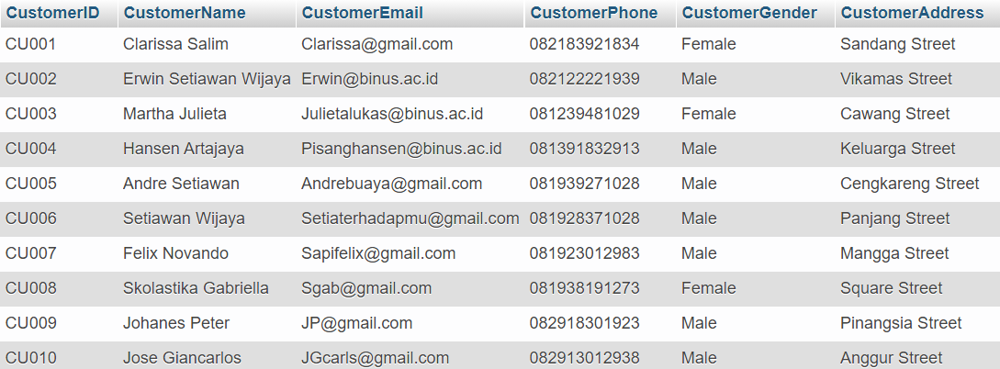 CustomerID CustomerName CustomerEmail CustomerPhone CustomerGender CustomerAddress
CU001 Clarissa Salim Clarissa@gmail.com 082183921834 Female Sandang Street
CU002 Erwin Setiawan Wijaya Erwin@binus.ac.id 082122221939 Male Vikamas Street
CU003 Martha Julieta Julietalukas@binus.ac.id 081239481029 Female Cawang Street
CU004 Hansen Artajaya Pisanghansen@binus.ac.id 081391832913 Male Keluarga Street
CU005 Andre Setiawan Andrebuaya@gmail.com 081939271028 Male Cengkareng Street
CU006 Setiawan Wijaya Setiaterhadapmu@gmail.com 081928371028 Male Panjang Street
CU007 Felix Novando Sapifelix@gmail.com 081923012983 Male Mangga Street
CU008 Skolastika Gabriella Sgab@gmail.com 081938191273 Female Square Street
CU009 Johanes Peter JP@gmail.com 082918301923 Male Pinangsia Street
CU010 Jose Giancarlos JGcarls@gmail.com 082913012938 Male Anggur Street